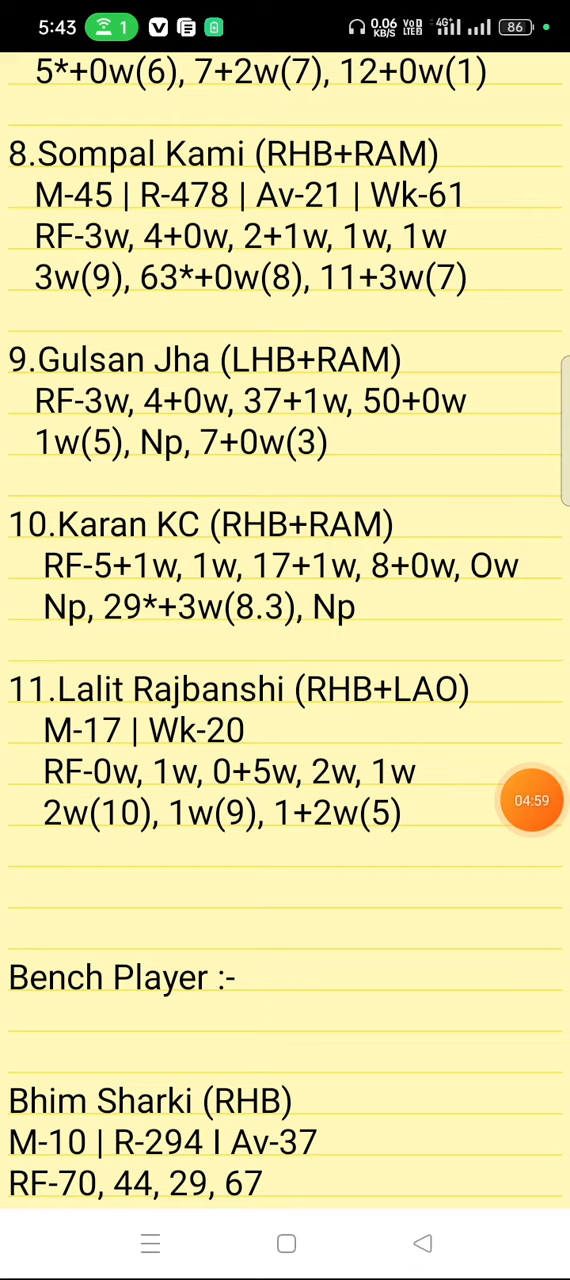 5:43 1 V 0.06 KB/S VoD LTE2 4G+ 86
5*+0w(6), 7+2w(7), 12+0w(1)
8.Sompal Kami (RHB+RAM)
M-45 | R-478 | Av-21 | Wk-61
RF-3w, 4+0w, 2+1w, 1w, 1w
3w(9), 63*+0w(8), 11+3w(7)
9.Gulsan Jha (LHB+RAM)
RF-3w, 4+0w, 37+1w, 50+0w
1w(5), Np, 7+0w(3)
10.Karan KC (RHB+RAM)
RF-5+1w, 1w, 17+1w, 8+0w, Ow
Np, 29*+3w(8.3), Np
11.Lalit Rajbanshi (RHB+LAO)
M-17 | Wk-20
RF-0w, 1w, 0+5w, 2w, 1w
2w(10), 1w(9), 1+2w(5)
04:59
Bench Player :-
Bhim Sharki (RHB)
M-10 | R-294 I Av-37
RF-70, 44, 29, 67